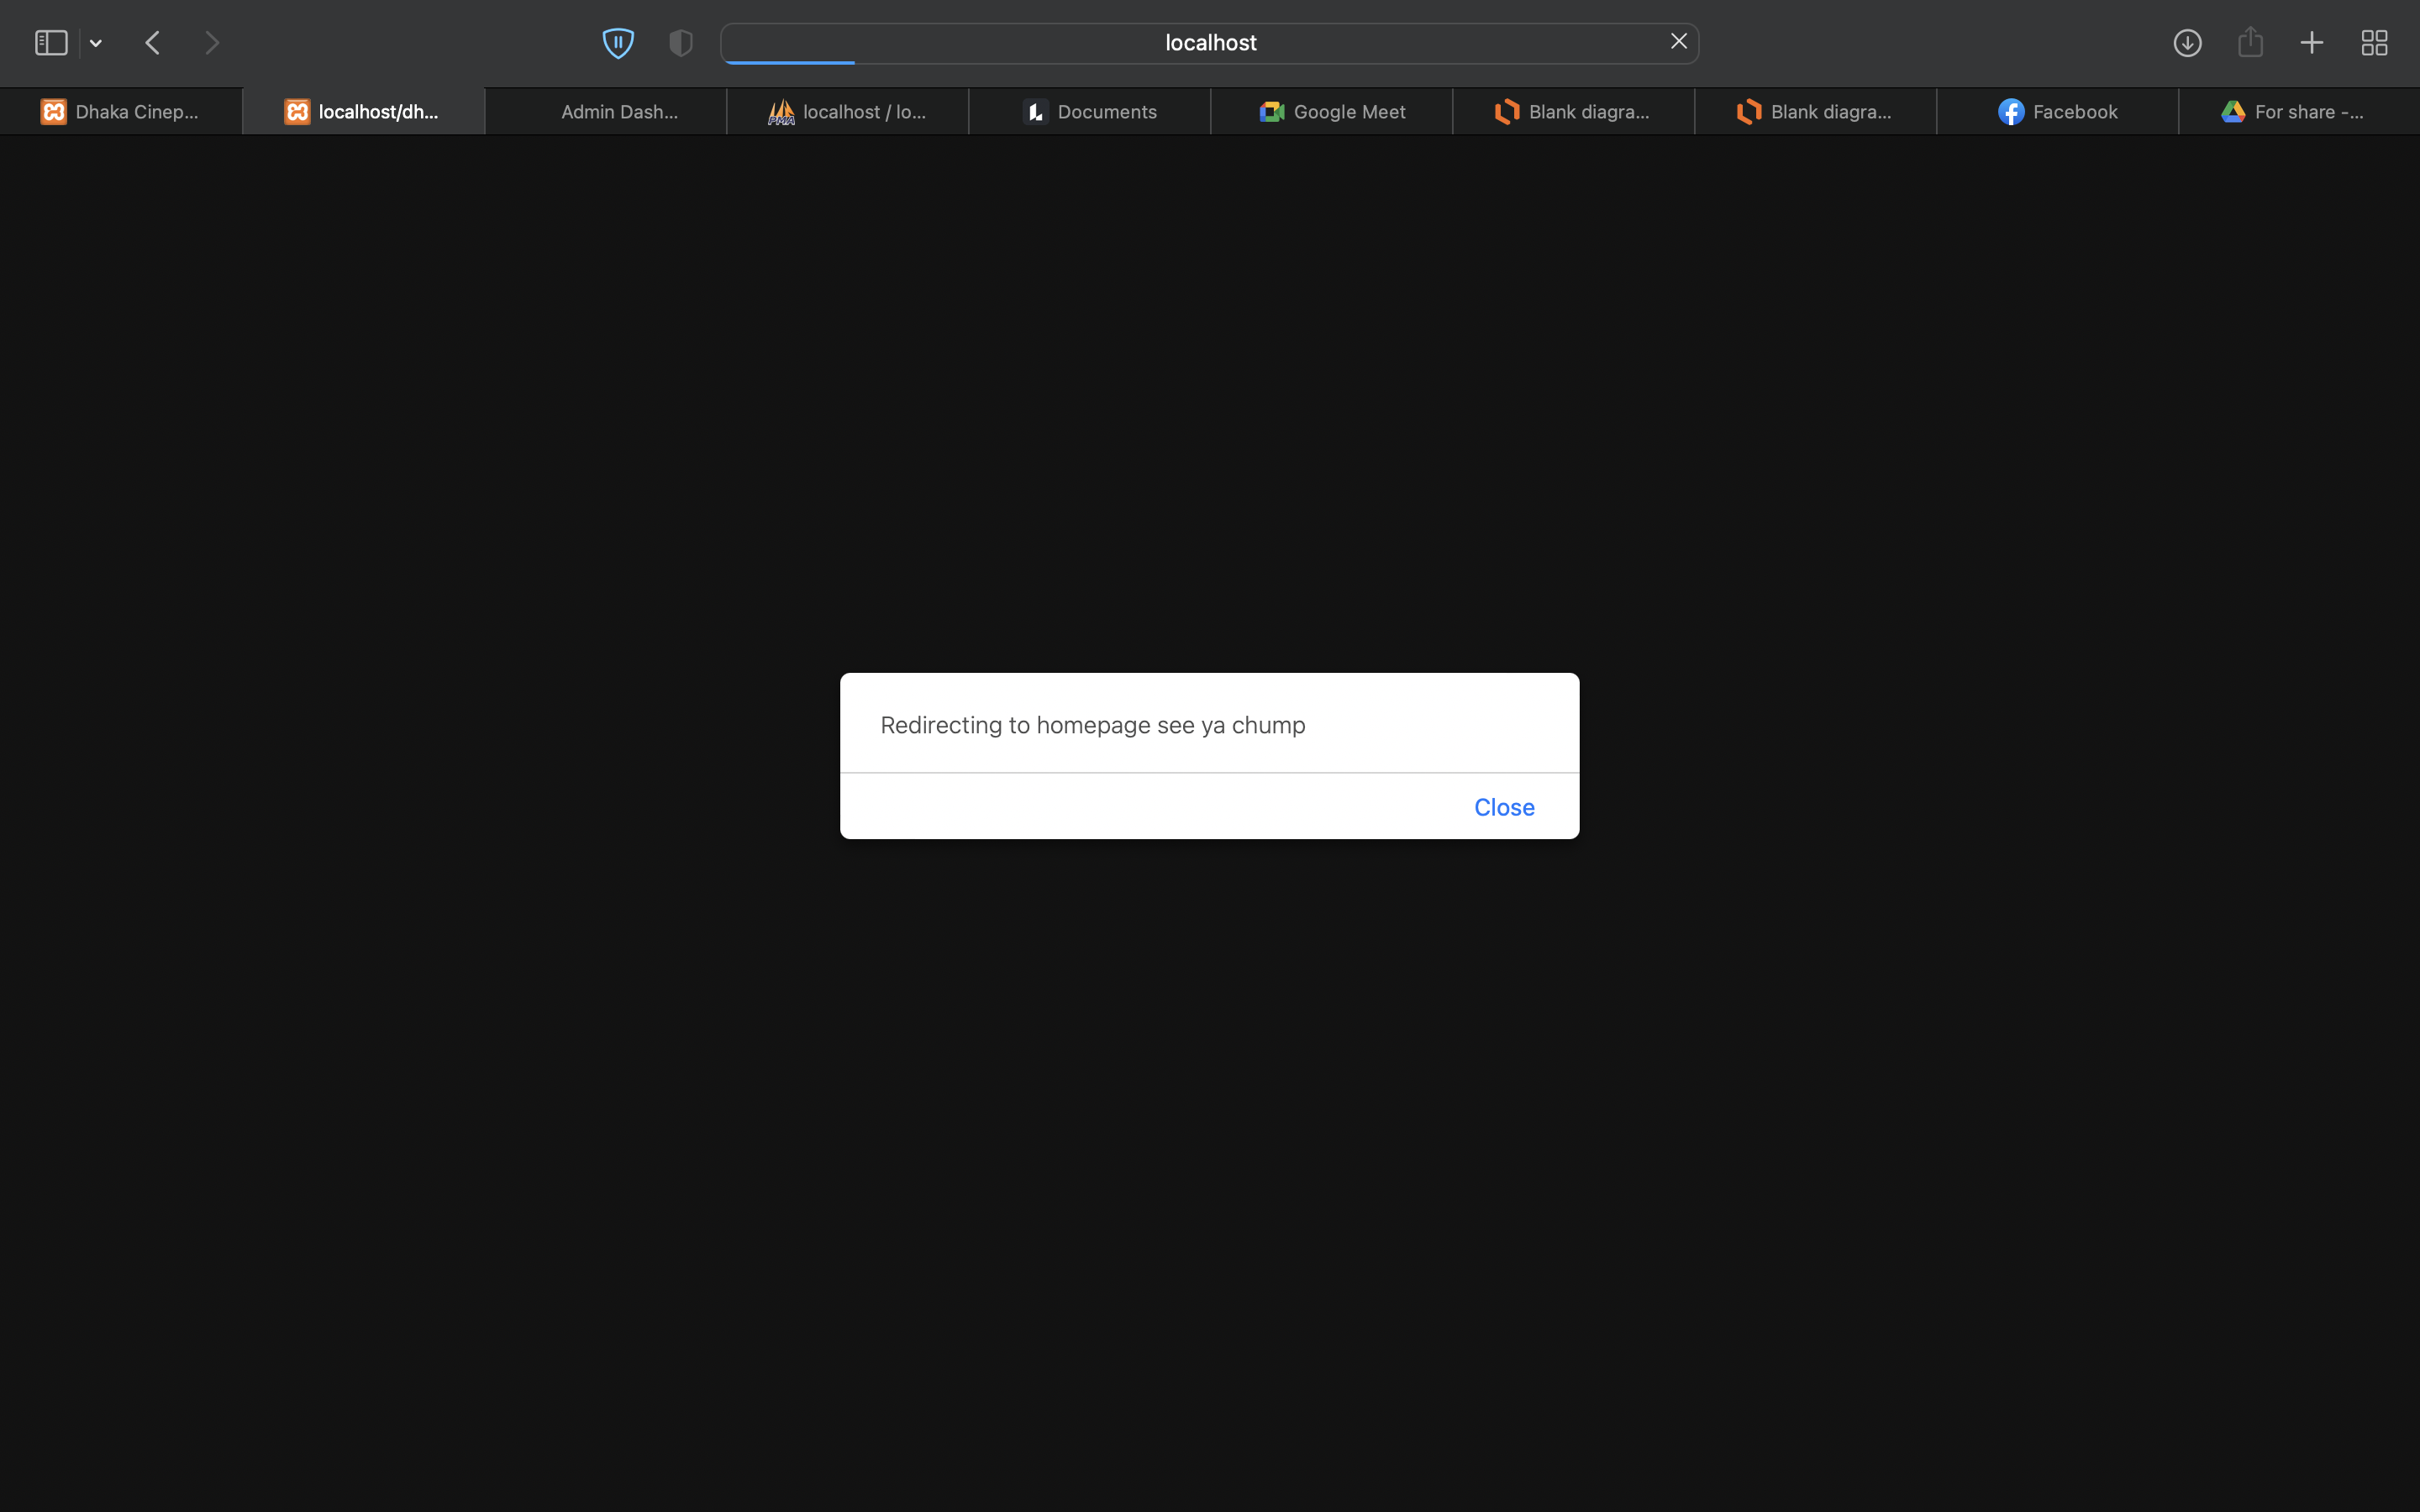 localhost
Dhaka Cinep...
localhost/dh...
Admin Dash...
PMA
localhost / lo...
Documents
Google Meet
Blank diagra...
Blank diagra...
Facebook
For share -...
Redirecting to homepage see ya chump
Close